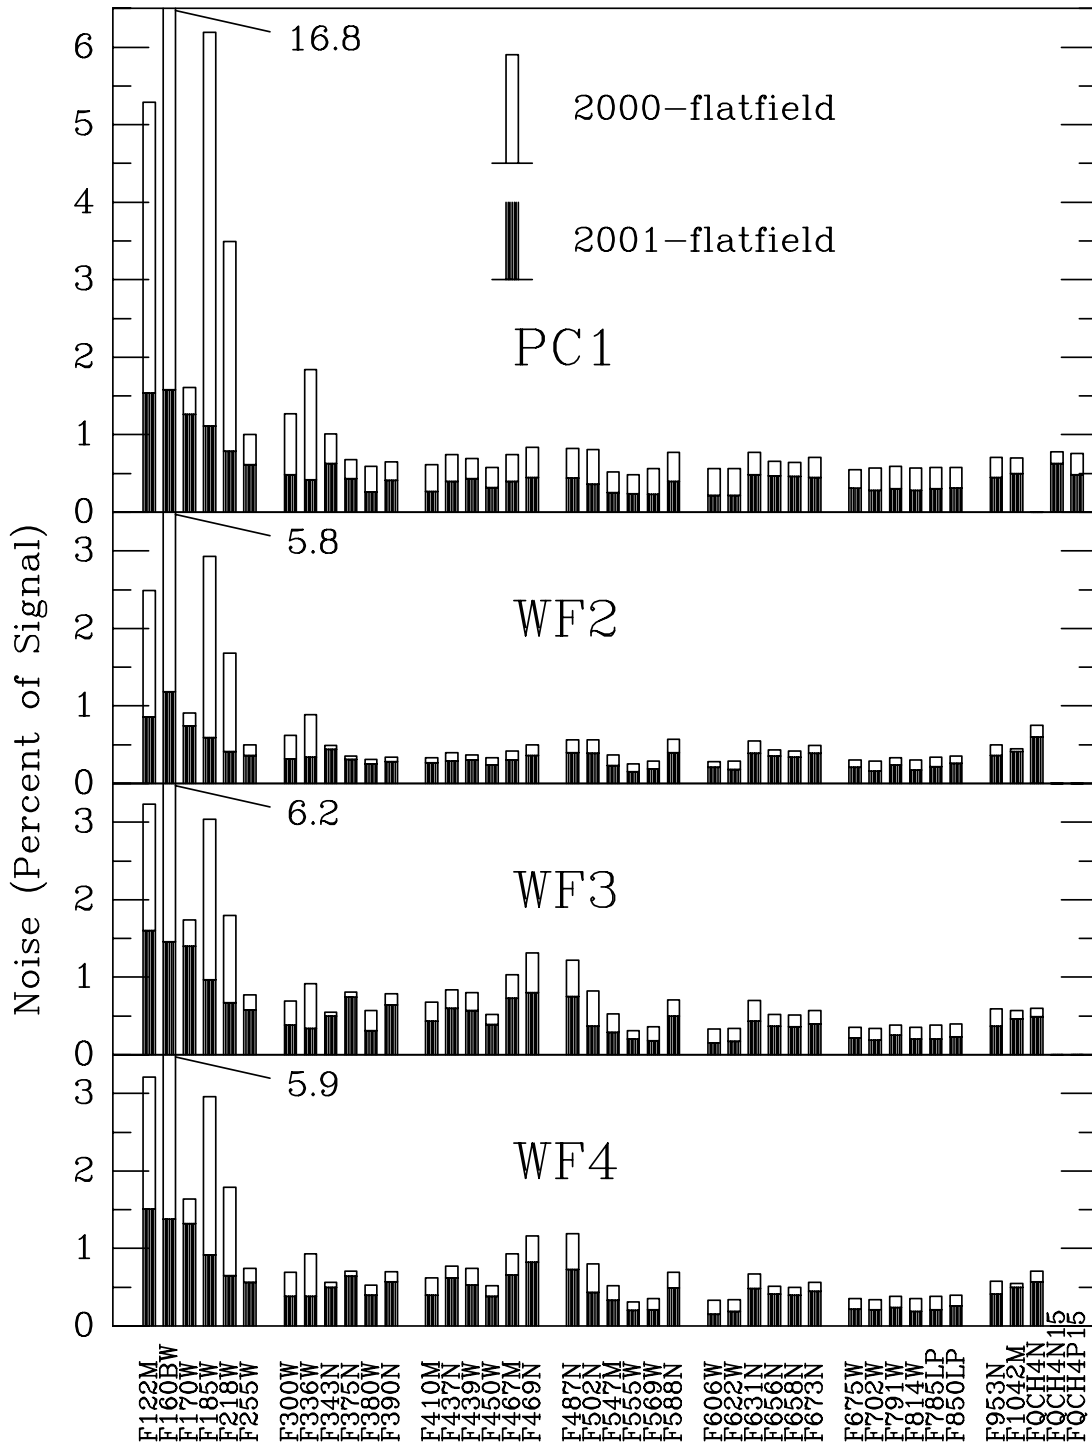 Noise (Percent of Signal)
6
5
4
3
2
1
0
16.8
2000-flatfield
2001-flatfield
PC1
3
2
1
0
5.8
WF2
3
2
1
0
6.2
WF3
3
2
1
0
5.9
WF4
F122M
F160BW
F170W
F185W
F218W
F255W
F300W
F336W
F343N
F375N
F380W
F390N
F410M
F437N
F439W
F450W
F467M
F469N
F487N
F502N
F547M
F555W
F569W
F588N
F606W
F622W
F631N
F656N
F658N
F673N
F675W
F702W
F791W
F814W
F785LP
F850LP
F953N
F1042M
FQCH4N
FQCH4N15
FQCH4P15